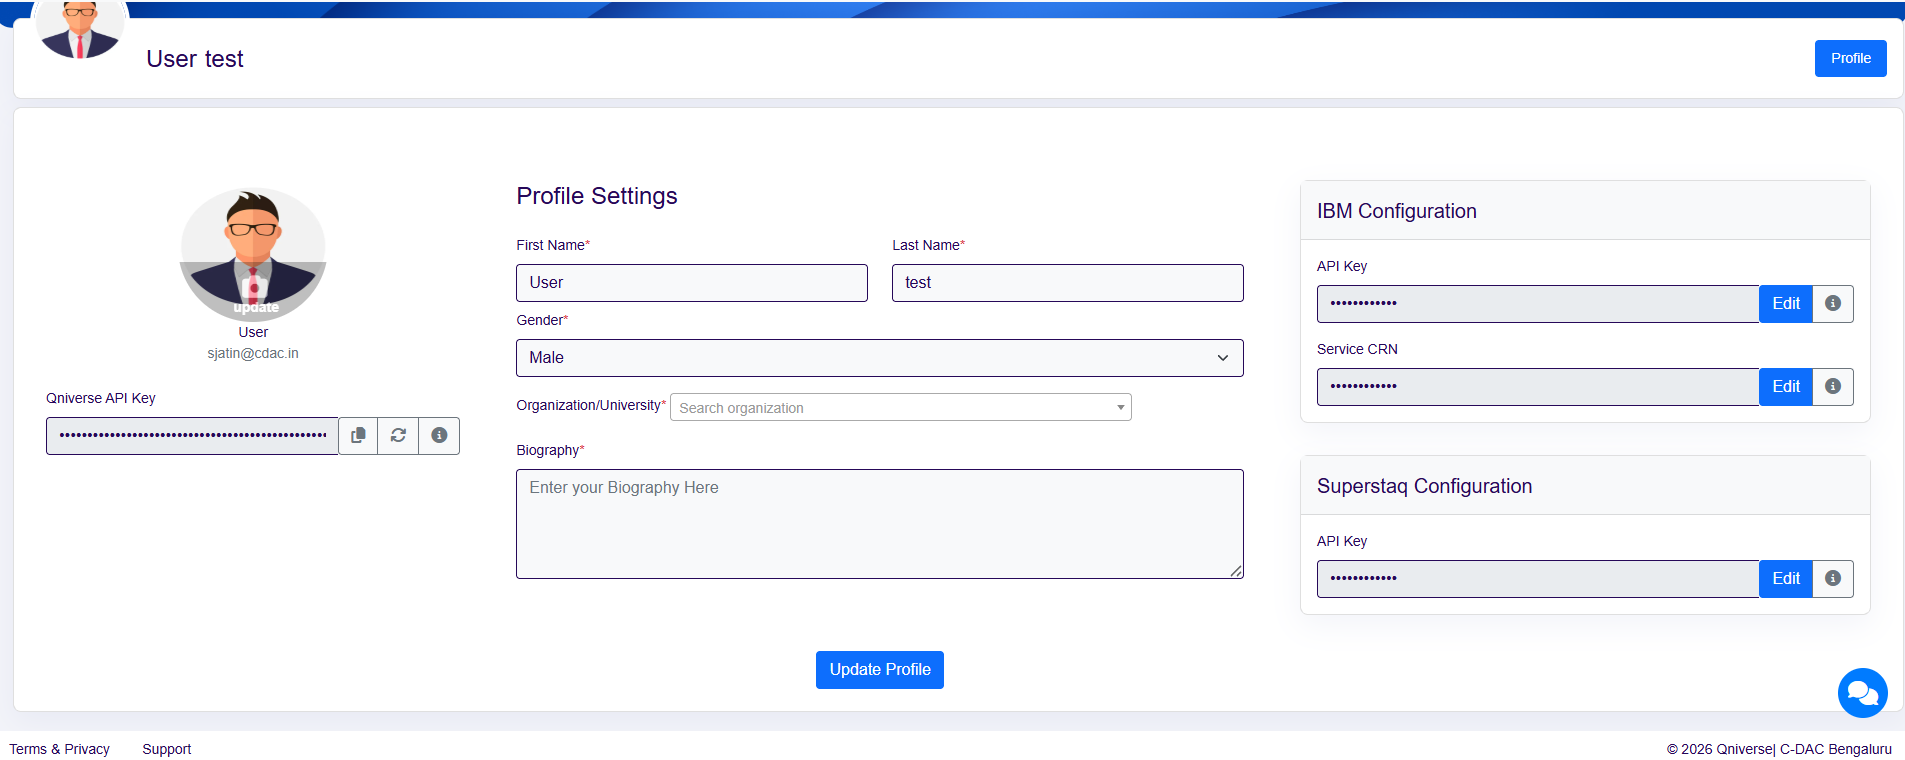 User test
Profile
update
User
sjatin@cdac.in
Qniverse API Key
••••••••••••••••••••••••••••••••••••••••••••••••
Profile Settings
First Name*
Last Name*
User
test
Gender*
Male
Organization/University*
Search organization
Biography*
Enter your Biography Here
Update Profile
IBM Configuration
API Key
••••••••••••
Edit
Service CRN
••••••••••••
Edit
Superstaq Configuration
API Key
••••••••••••
Edit
Terms & Privacy
Support
© 2026 Qniverse| C-DAC Bengaluru